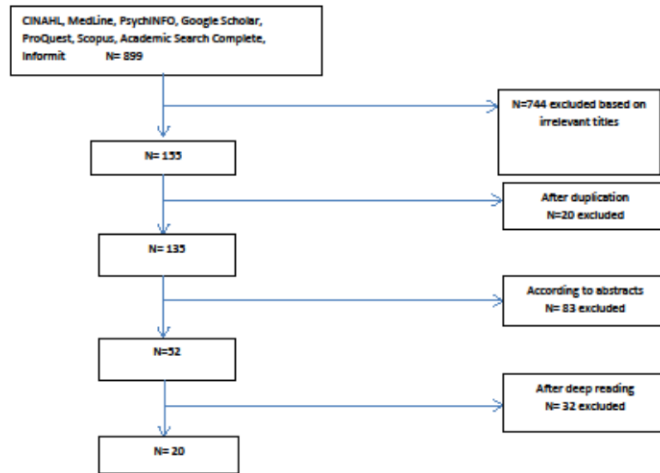 CINAHL, MedLine, PsychINFO, Google Scholar,
ProQuest, Scopus, Academic Search Complete,
Informit N= 899
N=744 excluded based on
irrelevant titles
N= 155
After duplication
N=20 excluded
N= 135
According to abstracts
N= 83 excluded
N=52
After deep reading
N= 32 excluded
N= 20